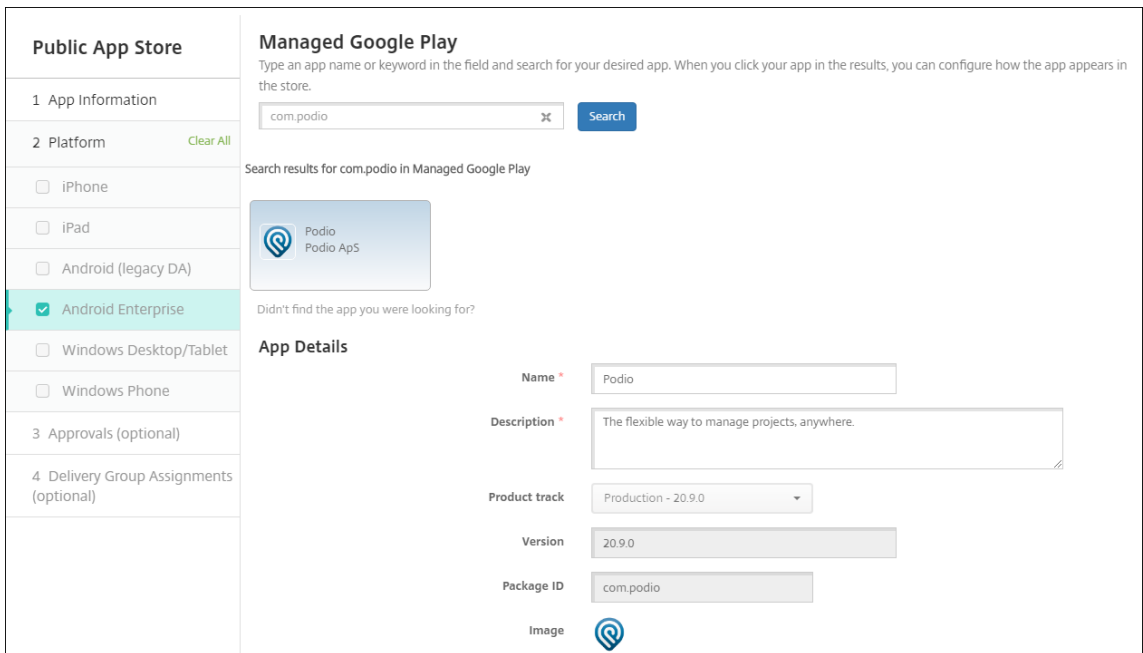 Public App Store
1 App Information
2 Platform
Clear All
iPhone
iPad
Android (legacy DA)
Android Enterprise
Windows Desktop/Tablet
Windows Phone
3 Approvals (optional)
4 Delivery Group Assignments
(optional)
Managed Google Play
Type an app name or keyword in the field and search for your desired app. When you click your app in the results, you can configure how the app appears in
the store.
com.podio
Search
Search results for com.podio in Managed Google Play
Podio
Podio ApS
Didn't find the app you were looking for?
App Details
Name *
Podio
Description *
The flexible way to manage projects, anywhere.
Product track
Production - 20.9.0
Version
20.9.0
Package ID
com.podio
Image